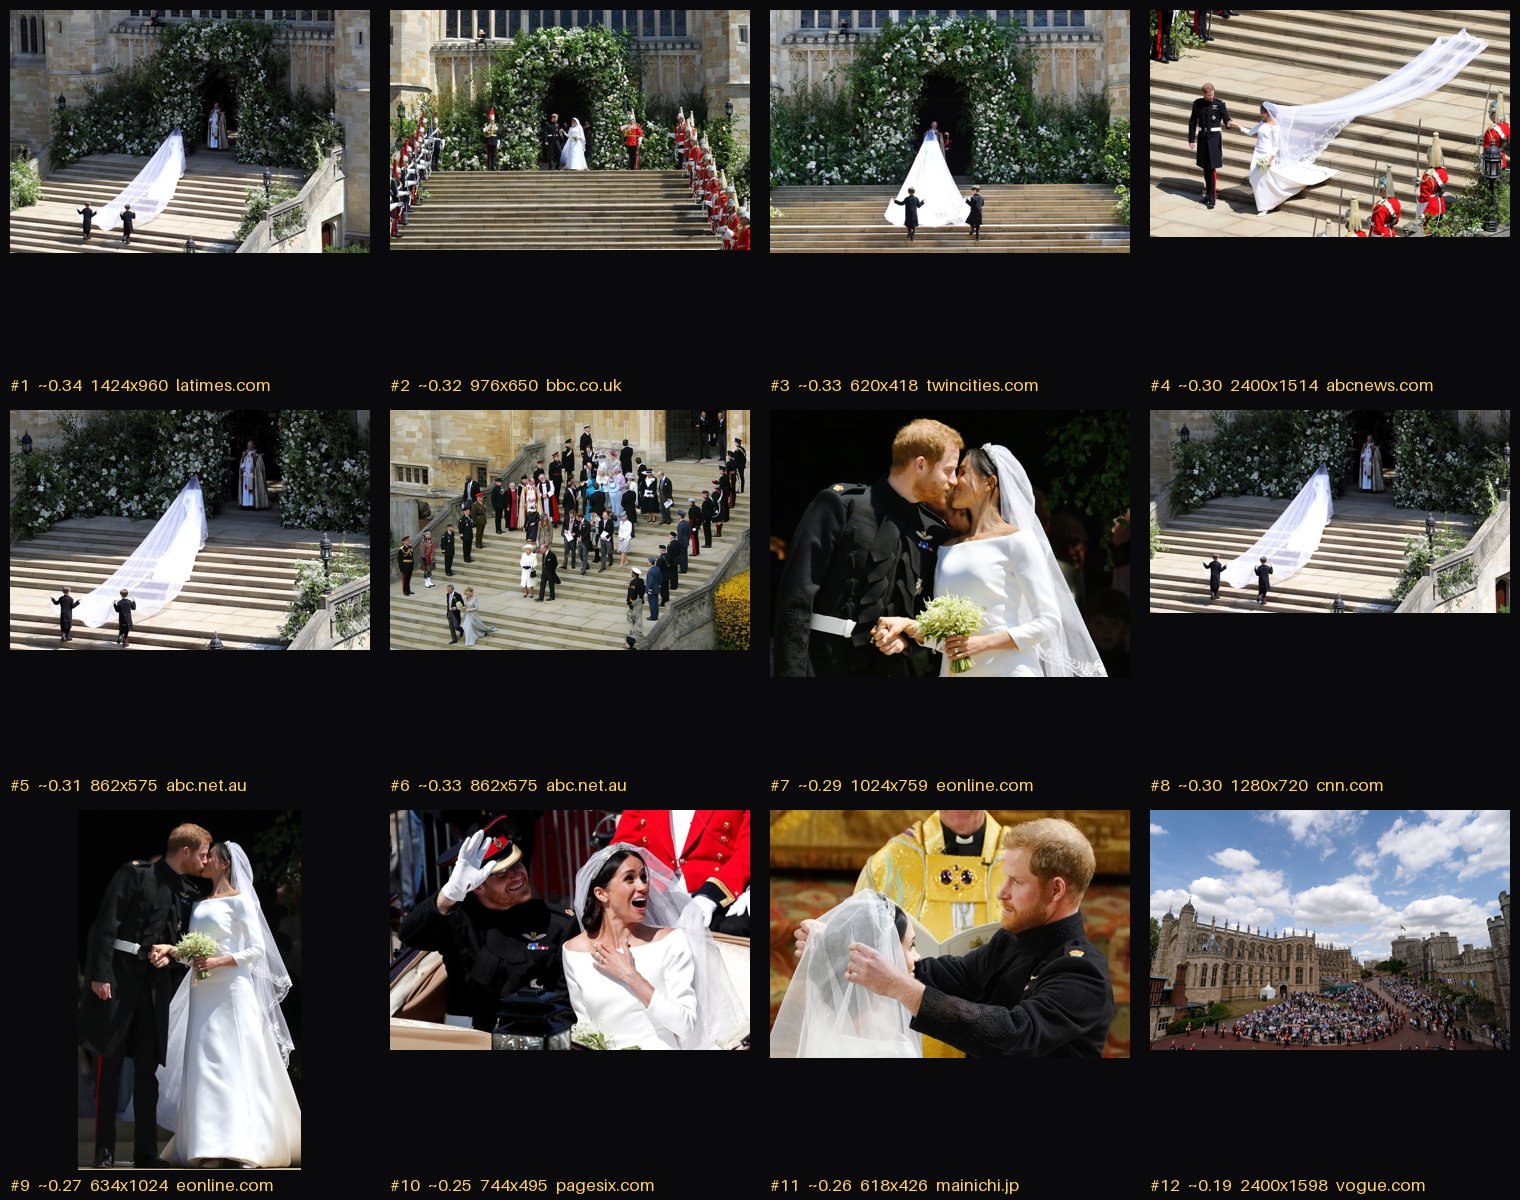 #1 ~0.34 1424x960 latimes.com
#2 ~0.32 976x650 bbc.co.uk
#3 ~0.33 620x418 twincities.com
#4 ~0.30 2400x1514 abcnews.com
#5 ~0.31 862x575 abc.net.au
#6 ~0.33 862x575 abc.net.au
#7 ~0.29 1024x759 eonline.com
#8 ~0.30 1280x720 cnn.com
#9 ~0.27 634x1024 eonline.com
#10 ~0.25 744x495 pagesix.com
#11 ~0.26 618x426 mainichi.jp
#12 ~0.19 2400x1598 vogue.com